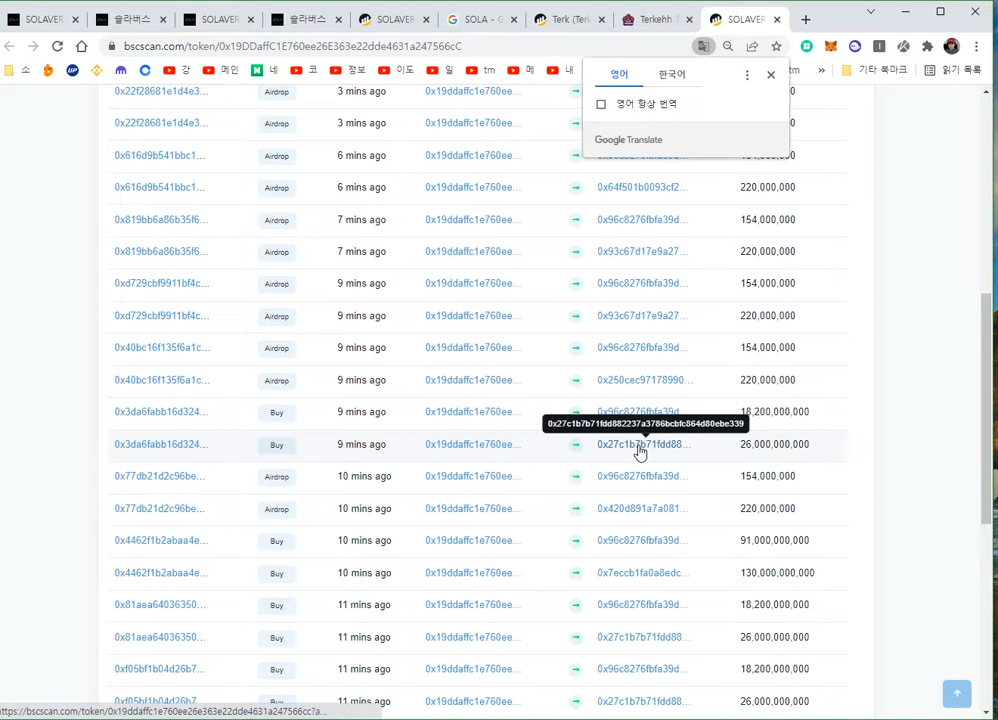 SOLAVER
솔라버스
SOLAVER
솔라버스
SOLAVER
SOLA - G
Terk (Terk
Terkehh 3
SOLAVER
bscscan.com/token/0x19DDaffC1E760ee26E363e22dde4631a247566cC
소
강
메인
네
코
정보
이도
일
tm
메
내
tm
»
기타 북마크
읽기 목록
영어
한국어
영어 항상 번역
Google Translate
0x22f28681e1d4e3... Airdrop 3 mins ago 0x19ddaffc1e760ee...
0x22f28681e1d4e3... Airdrop 3 mins ago 0x19ddaffc1e760ee...
0x616d9b541bbc1... Airdrop 6 mins ago 0x19ddaffc1e760ee...
0x616d9b541bbc1... Airdrop 6 mins ago 0x19ddaffc1e760ee... 0x64f501b0093cf2... 220,000,000
0x819bb6a86b35f6... Airdrop 7 mins ago 0x19ddaffc1e760ee... 0x96c8276fbfa39d... 154,000,000
0x819bb6a86b35f6... Airdrop 7 mins ago 0x19ddaffc1e760ee... 0x93c67d17e9a27... 220,000,000
0xd729cbf9911bf4c... Airdrop 9 mins ago 0x19ddaffc1e760ee... 0x96c8276fbfa39d... 154,000,000
0xd729cbf9911bf4c... Airdrop 9 mins ago 0x19ddaffc1e760ee... 0x93c67d17e9a27... 220,000,000
0x40bc16f135f6a1c... Airdrop 9 mins ago 0x19ddaffc1e760ee... 0x96c8276fbfa39d... 154,000,000
0x40bc16f135f6a1c... Airdrop 9 mins ago 0x19ddaffc1e760ee... 0x250cec97178990... 220,000,000
0x3da6fabb16d324... Buy 9 mins ago 0x19ddaffc1e760ee... 0x96c8276fbfa39d... 18,200,000,000
0x27c1b7b71fdd882237a3786bcbfc864d80ebe339
0x3da6fabb16d324... Buy 9 mins ago 0x19ddaffc1e760ee... 0x27c1b7b71fdd88... 26,000,000,000
0x77db21d2c96be... Airdrop 10 mins ago 0x19ddaffc1e760ee... 0x96c8276fbfa39d... 154,000,000
0x77db21d2c96be... Airdrop 10 mins ago 0x19ddaffc1e760ee... 0x420d891a7a081... 220,000,000
0x4462f1b2abaa4e... Buy 10 mins ago 0x19ddaffc1e760ee... 0x96c8276fbfa39d... 91,000,000,000
0x4462f1b2abaa4e... Buy 10 mins ago 0x19ddaffc1e760ee... 0x7eccb1fa0a8edc... 130,000,000,000
0x81aea64036350... Buy 11 mins ago 0x19ddaffc1e760ee... 0x96c8276fbfa39d... 18,200,000,000
0x81aea64036350... Buy 11 mins ago 0x19ddaffc1e760ee... 0x27c1b7b71fdd88... 26,000,000,000
0xf05bf1b04d26b7... Buy 11 mins ago 0x19ddaffc1e760ee... 0x96c8276fbfa39d... 18,200,000,000
0xf05bf1b04d26b7... Buy 11 mins ago 0x19ddaffc1e760ee... 0x27c1b7b71fdd88... 26,000,000,000
https://bscscan.com/token/0x19ddaffc1e760ee26e363e22dde4631a247566cc?a...